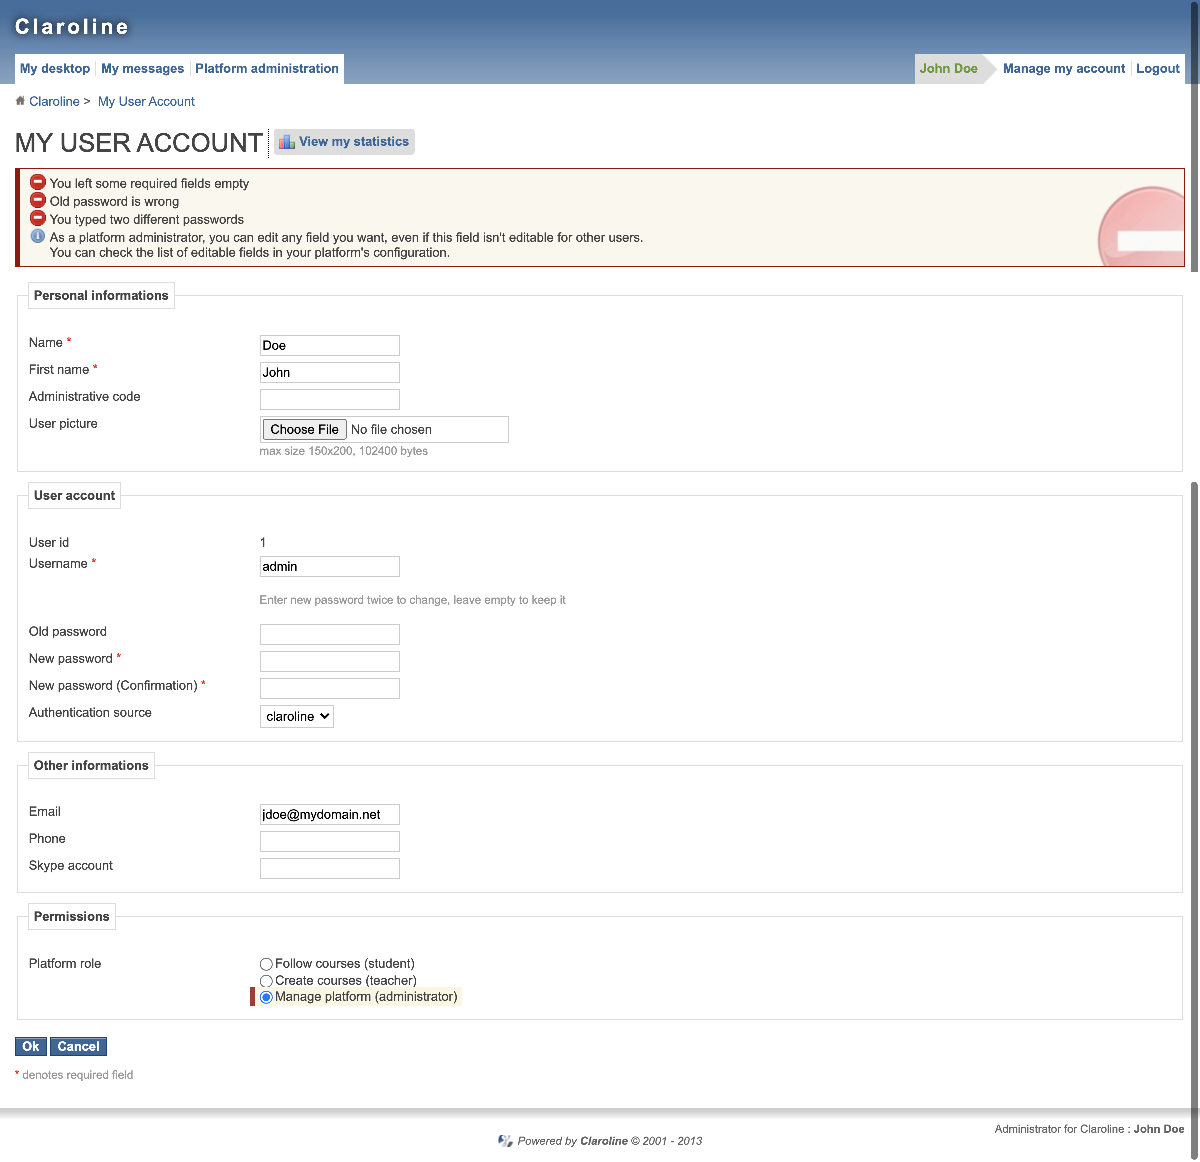 Claroline
My desktop My messages Platform administration John Doe Manage my account Logout
Claroline > My User Account
MY USER ACCOUNT View my statistics
You left some required fields empty
Old password is wrong
You typed two different passwords
As a platform administrator, you can edit any field you want, even if this field isn't editable for other users.
You can check the list of editable fields in your platform's configuration.
Personal informations
Name * Doe
First name * John
Administrative code
User picture Choose File No file chosen
max size 150x200, 102400 bytes
User account
User id 1
Username * admin
Enter new password twice to change, leave empty to keep it
Old password
New password *
New password (Confirmation) *
Authentication source claroline
Other informations
Email jdoe@mydomain.net
Phone
Skype account
Permissions
Platform role Follow courses (student)
Create courses (teacher)
Manage platform (administrator)
Ok Cancel
* denotes required field
Administrator for Claroline : John Doe
Powered by Claroline © 2001 - 2013